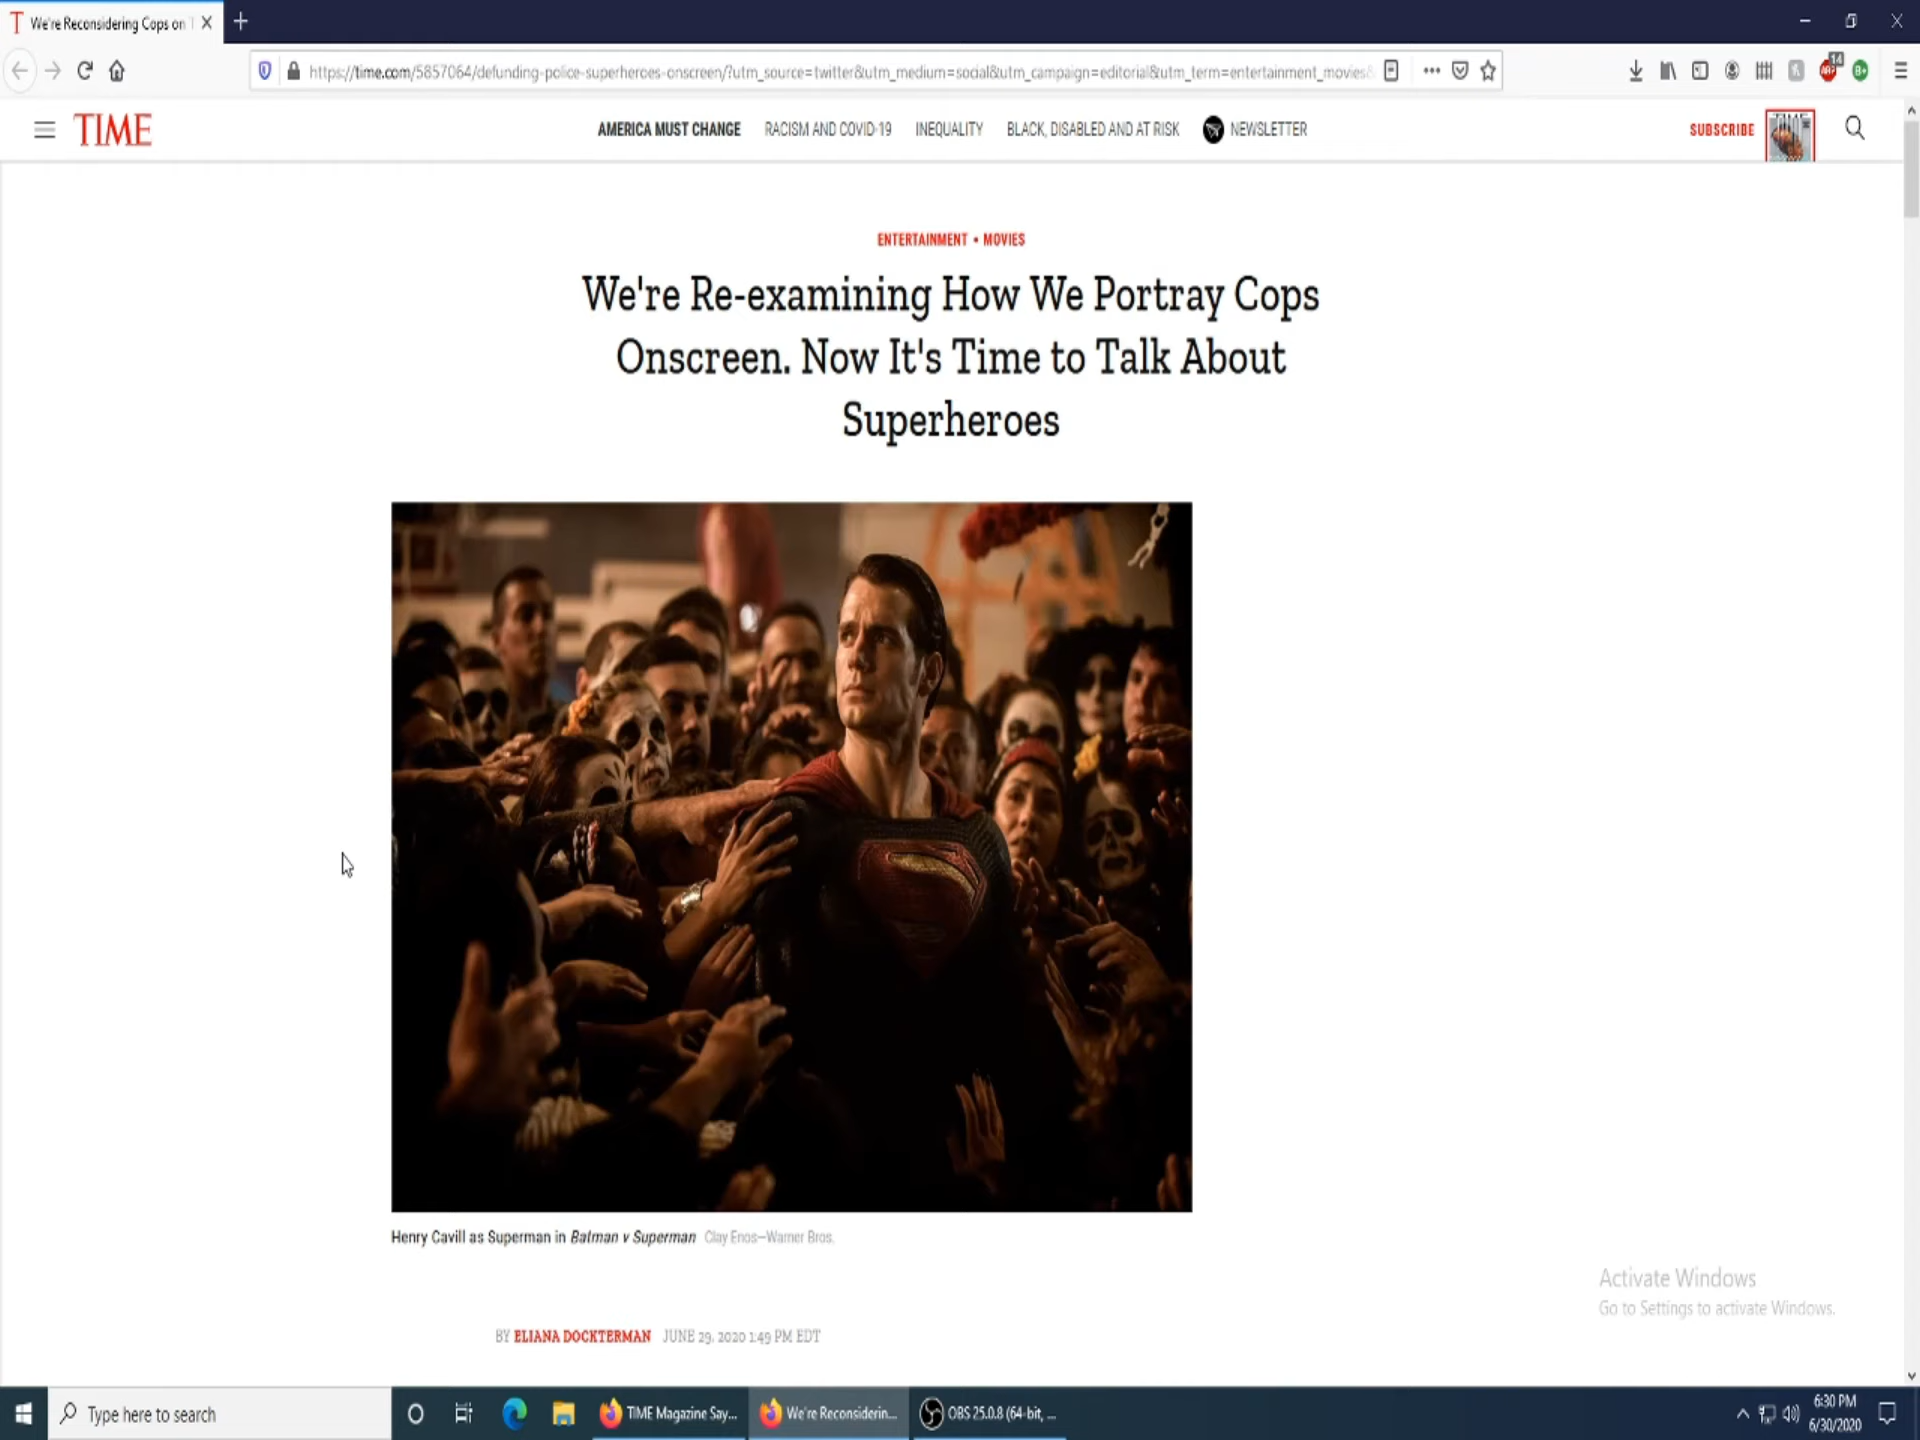 We're Reconsidering Cops on T
https://time.com/5857064/defunding-police-superheroes-onscreen/?utm_source=twitter&utm_medium=social&utm_campaign=editorial&utm_term=entertainment_movies&
14
ABP
B+
TIME
AMERICA MUST CHANGE
RACISM AND COVID-19
INEQUALITY
BLACK, DISABLED AND AT RISK
NEWSLETTER
SUBSCRIBE
ENTERTAINMENT • MOVIES
We're Re-examining How We Portray Cops
Onscreen. Now It's Time to Talk About
Superheroes
Henry Cavill as Superman in Batman v Superman Clay Enos—Warner Bros.
Activate Windows
Go to Settings to activate Windows.
BY ELIANA DOCKTERMAN JUNE 29, 2020 1:49 PM EDT
Type here to search
TIME Magazine Say...
We're Reconsiderin...
OBS 25.0.8 (64-bit, ...
6:30 PM
6/30/2020